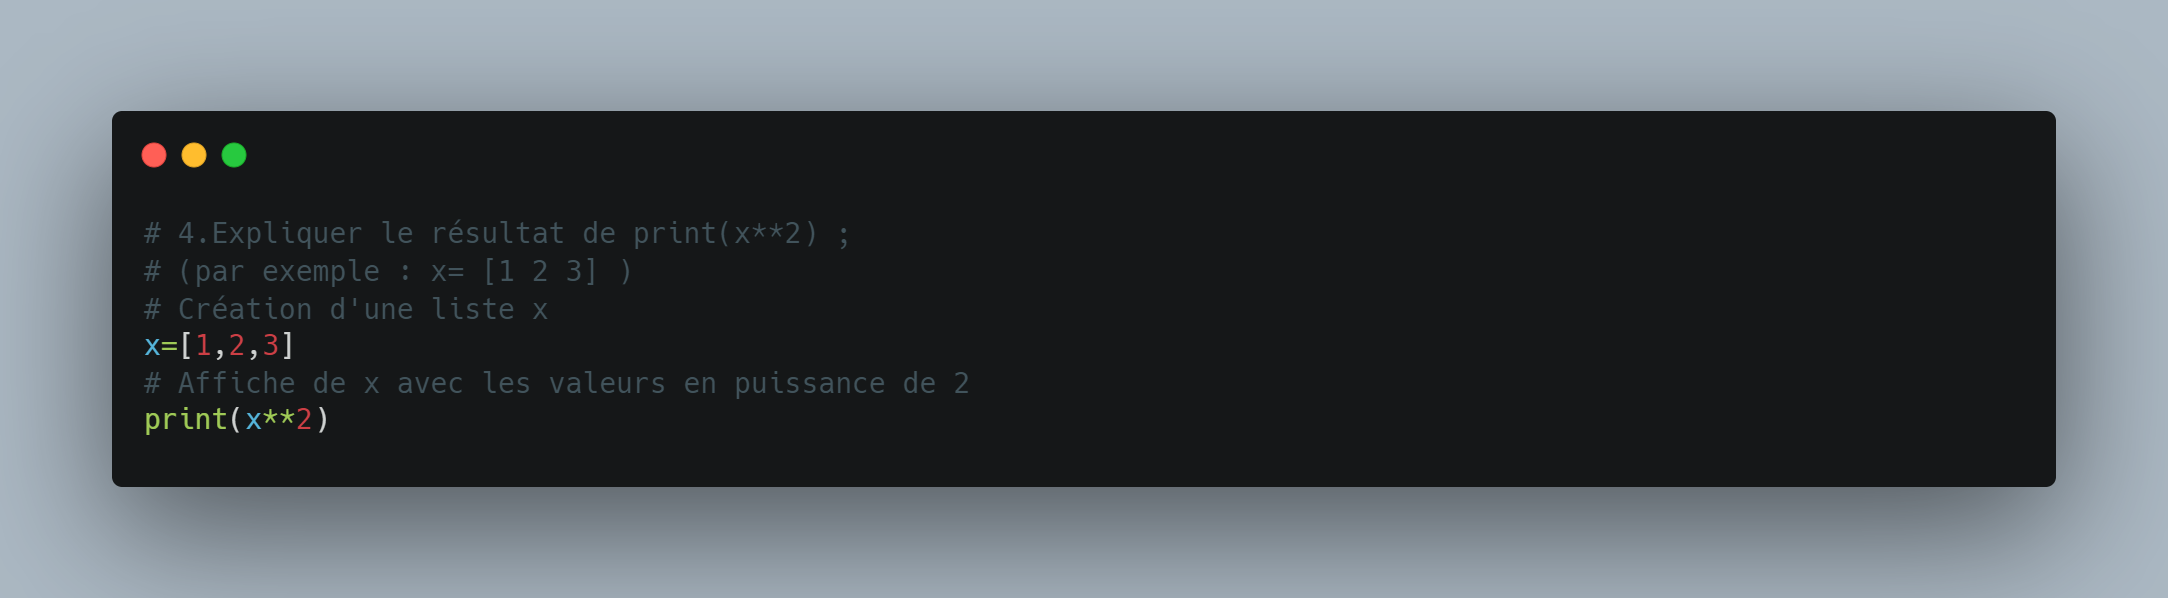 # 4.Expliquer le résultat de print(x**2) ;
# (par exemple : x= [1 2 3] )
# Création d'une liste x
x=[1,2,3]
# Affiche de x avec les valeurs en puissance de 2
print(x**2)